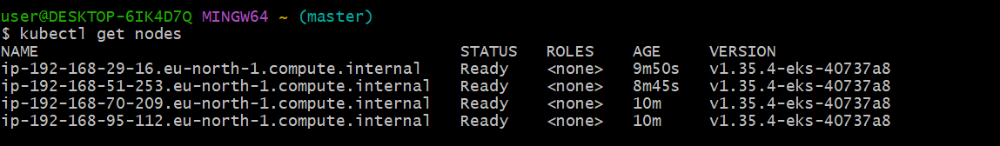 user@DESKTOP-6IK4D7Q MINGW64 ~ (master)
$ kubectl get nodes
NAME STATUS ROLES AGE VERSION
ip-192-168-29-16.eu-north-1.compute.internal Ready <none> 9m50s v1.35.4-eks-40737a8
ip-192-168-51-253.eu-north-1.compute.internal Ready <none> 8m45s v1.35.4-eks-40737a8
ip-192-168-70-209.eu-north-1.compute.internal Ready <none> 10m v1.35.4-eks-40737a8
ip-192-168-95-112.eu-north-1.compute.internal Ready <none> 10m v1.35.4-eks-40737a8